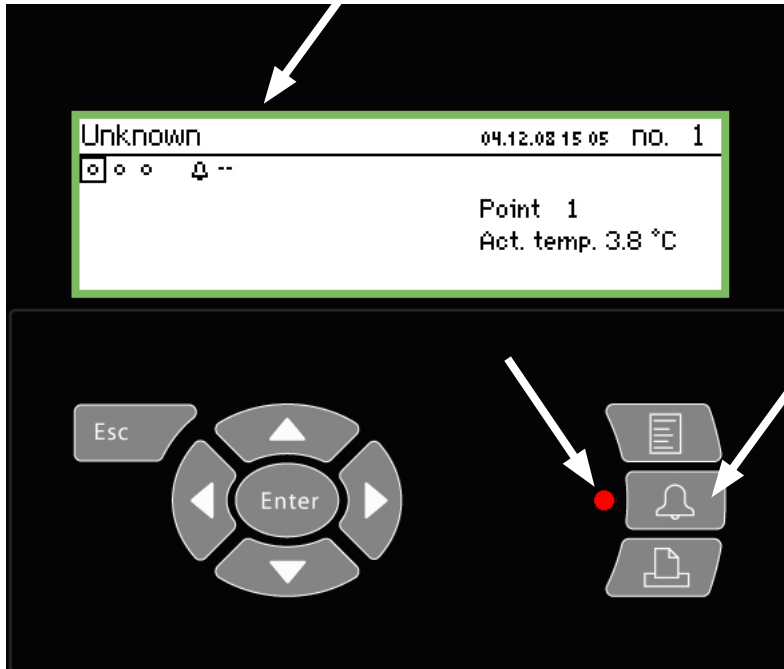 Unknown 04.12.08 15 05 no. 1
--
Point 1
Act. temp. 3.8 °C
Esc
Enter